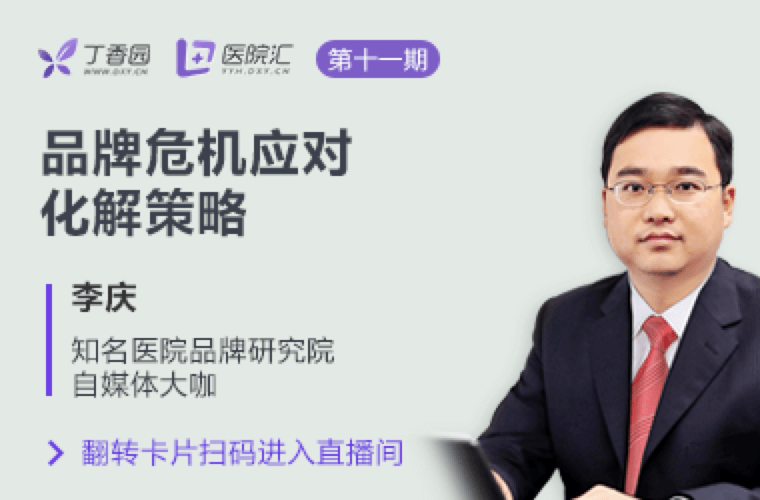 丁香园
WWW.DXY.CN
医院汇
YYH.DXY.CN
第十一期
品牌危机应对
化解策略
李庆
知名医院品牌研究院
自媒体大咖
翻转卡片扫码进入直播间